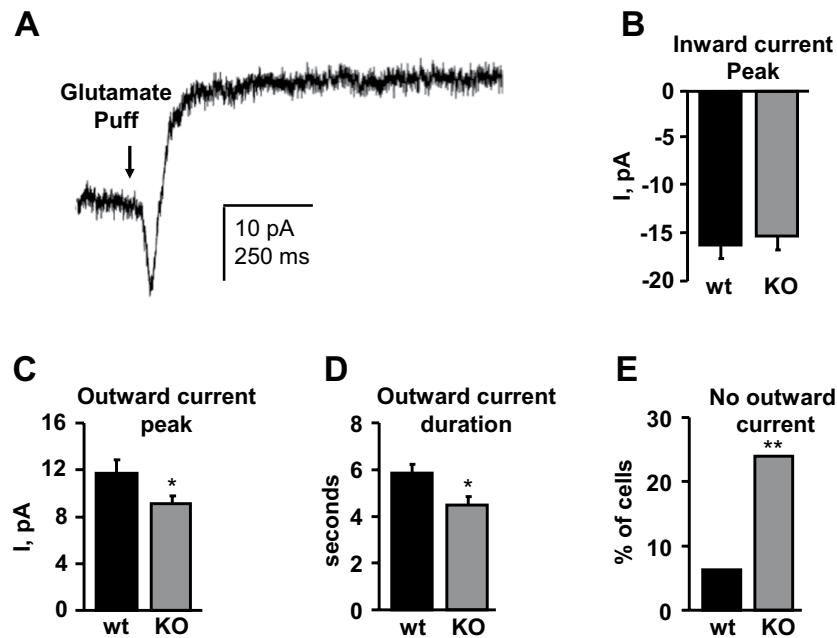 A
Glutamate
Puff
10 pA
250 ms
B
Inward current
Peak
I, pA
0
-5
-10
-15
-20
wt
KO
C
Outward current
peak
I, pA
16
12
8
4
0
*
wt
KO
D
Outward current
duration
seconds
8
6
4
2
0
*
wt
KO
E
No outward
current
% of cells
30
20
10
0
**
wt
KO